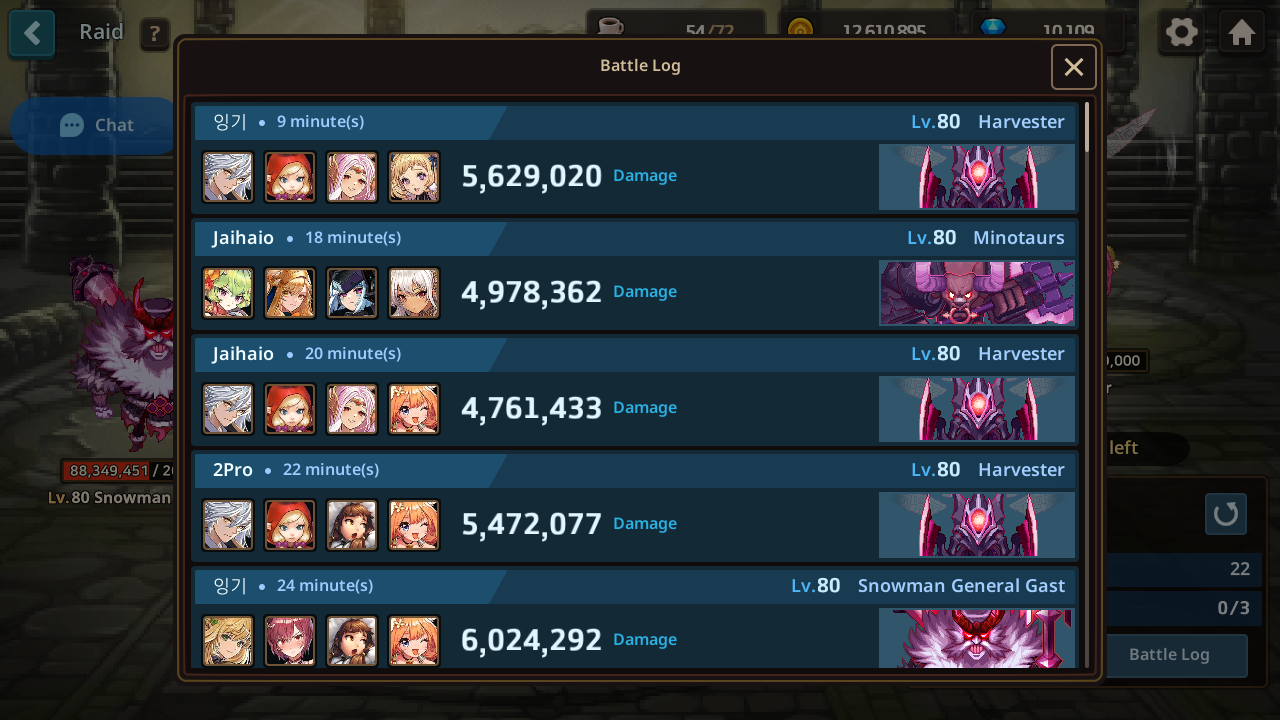 Raid ? 54/72 12,610,895 10,109
Battle Log
Chat
잉기 • 9 minute(s) Lv.80 Harvester
5,629,020 Damage
Jaihaio • 18 minute(s) Lv.80 Minotaurs
4,978,362 Damage
Jaihaio • 20 minute(s) Lv.80 Harvester
4,761,433 Damage
2Pro • 22 minute(s) Lv.80 Harvester
5,472,077 Damage
잉기 • 24 minute(s) Lv.80 Snowman General Gast
6,024,292 Damage
88,349,451 / 20
Lv.80 Snowman
left
22
0/3
Battle Log